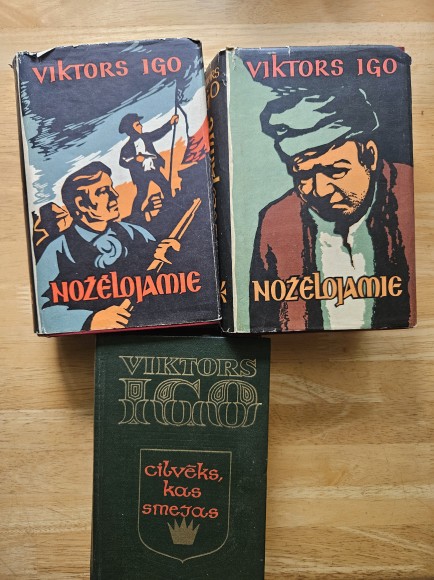 VIKTORS IGO
NOŽĒLOJAMIE
VIKTORS IGO
NOŽĒLOJAMIE
VIKTORS
IGO
cilvēks,
kas
smejas